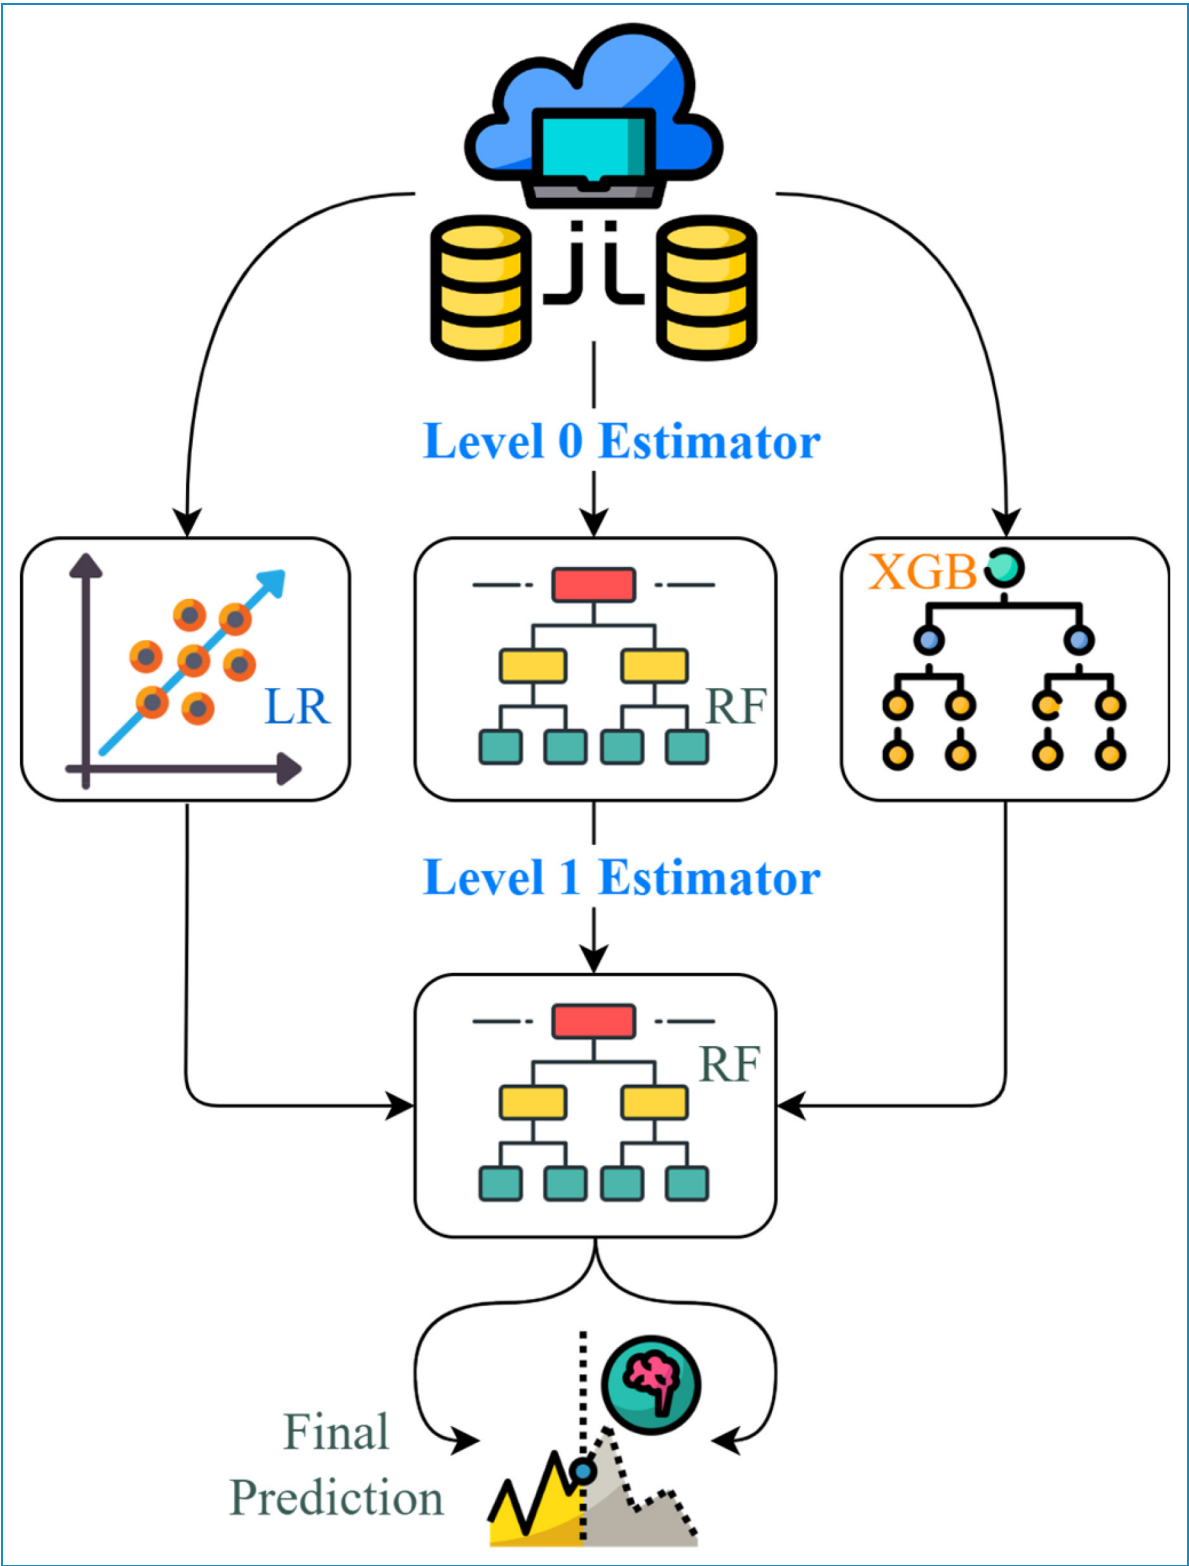 Level 0 Estimator
LR
RF
XGB
Level 1 Estimator
RF
Final
Prediction